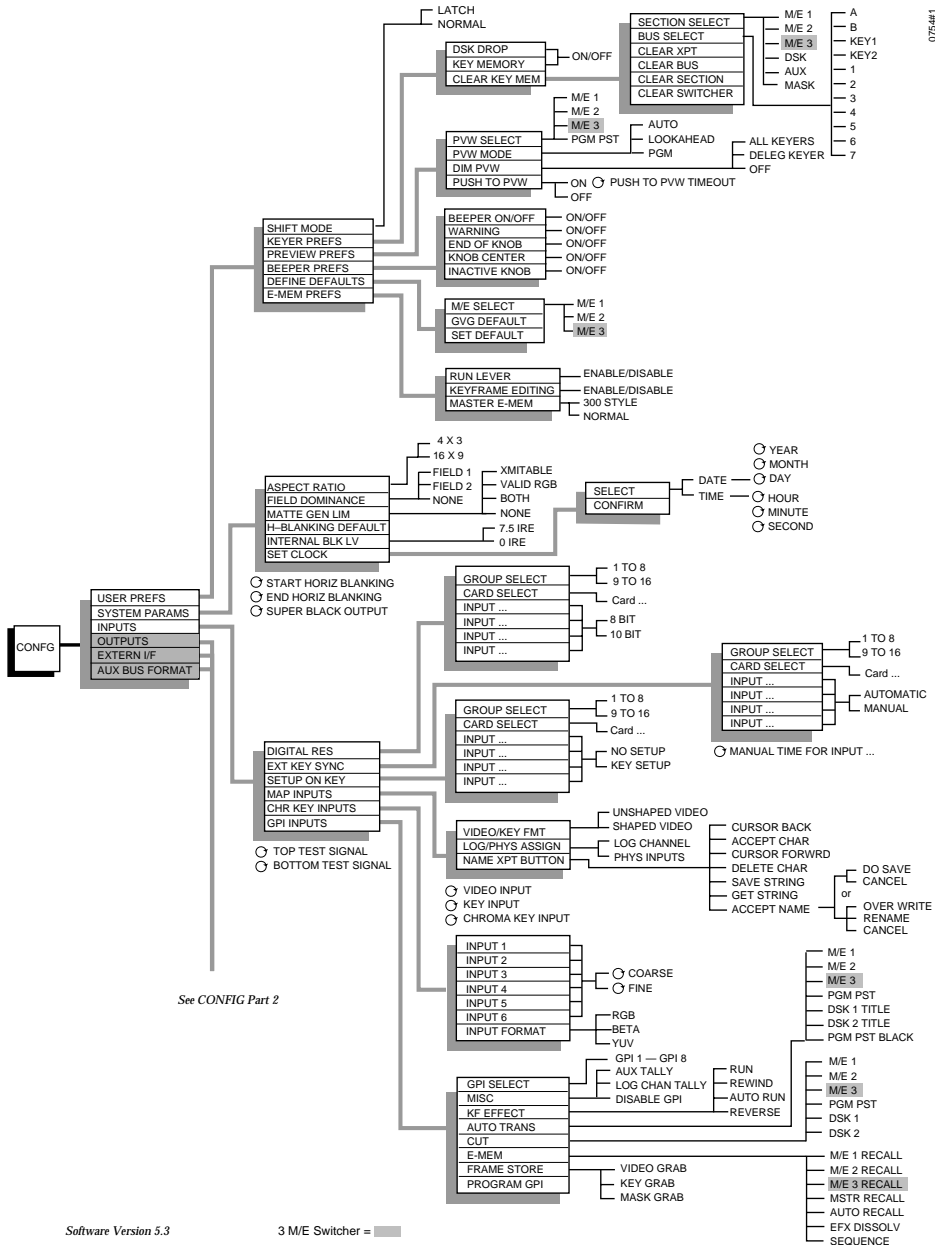 0754#1
LATCH
NORMAL
DSK DROP
KEY MEMORY
CLEAR KEY MEM
ON/OFF
SECTION SELECT
BUS SELECT
CLEAR XPT
CLEAR BUS
CLEAR SECTION
CLEAR SWITCHER
M/E 1
M/E 2
M/E 3
DSK
AUX
MASK
A
B
KEY1
KEY2
1
2
3
4
5
6
7
M/E 1
M/E 2
M/E 3
PGM PST
PVW SELECT
PVW MODE
DIM PVW
PUSH TO PVW
AUTO
LOOKAHEAD
PGM
ALL KEYERS
DELEG KEYER
OFF
ON PUSH TO PVW TIMEOUT
OFF
SHIFT MODE
KEYER PREFS
PREVIEW PREFS
BEEPER PREFS
DEFINE DEFAULTS
E-MEM PREFS
BEEPER ON/OFF
WARNING
END OF KNOB
KNOB CENTER
INACTIVE KNOB
ON/OFF
ON/OFF
ON/OFF
ON/OFF
ON/OFF
M/E SELECT
GVG DEFAULT
SET DEFAULT
M/E 1
M/E 2
M/E 3
RUN LEVER
KEYFRAME EDITING
MASTER E-MEM
ENABLE/DISABLE
ENABLE/DISABLE
300 STYLE
NORMAL
4 X 3
16 X 9
ASPECT RATIO
FIELD DOMINANCE
MATTE GEN LIM
H–BLANKING DEFAULT
INTERNAL BLK LV
SET CLOCK
FIELD 1
FIELD 2
NONE
XMITABLE
VALID RGB
BOTH
NONE
7.5 IRE
0 IRE
START HORIZ BLANKING
END HORIZ BLANKING
SUPER BLACK OUTPUT
SELECT
CONFIRM
DATE
TIME
YEAR
MONTH
DAY
HOUR
MINUTE
SECOND
CONFG
USER PREFS
SYSTEM PARAMS
INPUTS
OUTPUTS
EXTERN I/F
AUX BUS FORMAT
GROUP SELECT
CARD SELECT
INPUT ...
INPUT ...
INPUT ...
INPUT ...
1 TO 8
9 TO 16
Card ...
8 BIT
10 BIT
GROUP SELECT
CARD SELECT
INPUT ...
INPUT ...
INPUT ...
INPUT ...
1 TO 8
9 TO 16
Card ...
AUTOMATIC
MANUAL
MANUAL TIME FOR INPUT ...
GROUP SELECT
CARD SELECT
INPUT ...
INPUT ...
INPUT ...
INPUT ...
1 TO 8
9 TO 16
Card ...
NO SETUP
KEY SETUP
DIGITAL RES
EXT KEY SYNC
SETUP ON KEY
MAP INPUTS
CHR KEY INPUTS
GPI INPUTS
TOP TEST SIGNAL
BOTTOM TEST SIGNAL
VIDEO/KEY FMT
LOG/PHYS ASSIGN
NAME XPT BUTTON
UNSHAPED VIDEO
SHAPED VIDEO
LOG CHANNEL
PHYS INPUTS
CURSOR BACK
ACCEPT CHAR
CURSOR FORWRD
DELETE CHAR
SAVE STRING
GET STRING
ACCEPT NAME
DO SAVE
CANCEL
or
OVER WRITE
RENAME
CANCEL
VIDEO INPUT
KEY INPUT
CHROMA KEY INPUT
INPUT 1
INPUT 2
INPUT 3
INPUT 4
INPUT 5
INPUT 6
INPUT FORMAT
COARSE
FINE
RGB
BETA
YUV
M/E 1
M/E 2
M/E 3
PGM PST
DSK 1 TITLE
DSK 2 TITLE
PGM PST BLACK
See CONFIG Part 2
GPI SELECT
MISC
KF EFFECT
AUTO TRANS
CUT
E-MEM
FRAME STORE
PROGRAM GPI
GPI 1 — GPI 8
AUX TALLY
LOG CHAN TALLY
DISABLE GPI
RUN
REWIND
AUTO RUN
REVERSE
M/E 1
M/E 2
M/E 3
PGM PST
DSK 1
DSK 2
VIDEO GRAB
KEY GRAB
MASK GRAB
M/E 1 RECALL
M/E 2 RECALL
M/E 3 RECALL
MSTR RECALL
AUTO RECALL
EFX DISSOLV
SEQUENCE
Software Version 5.3
3 M/E Switcher =